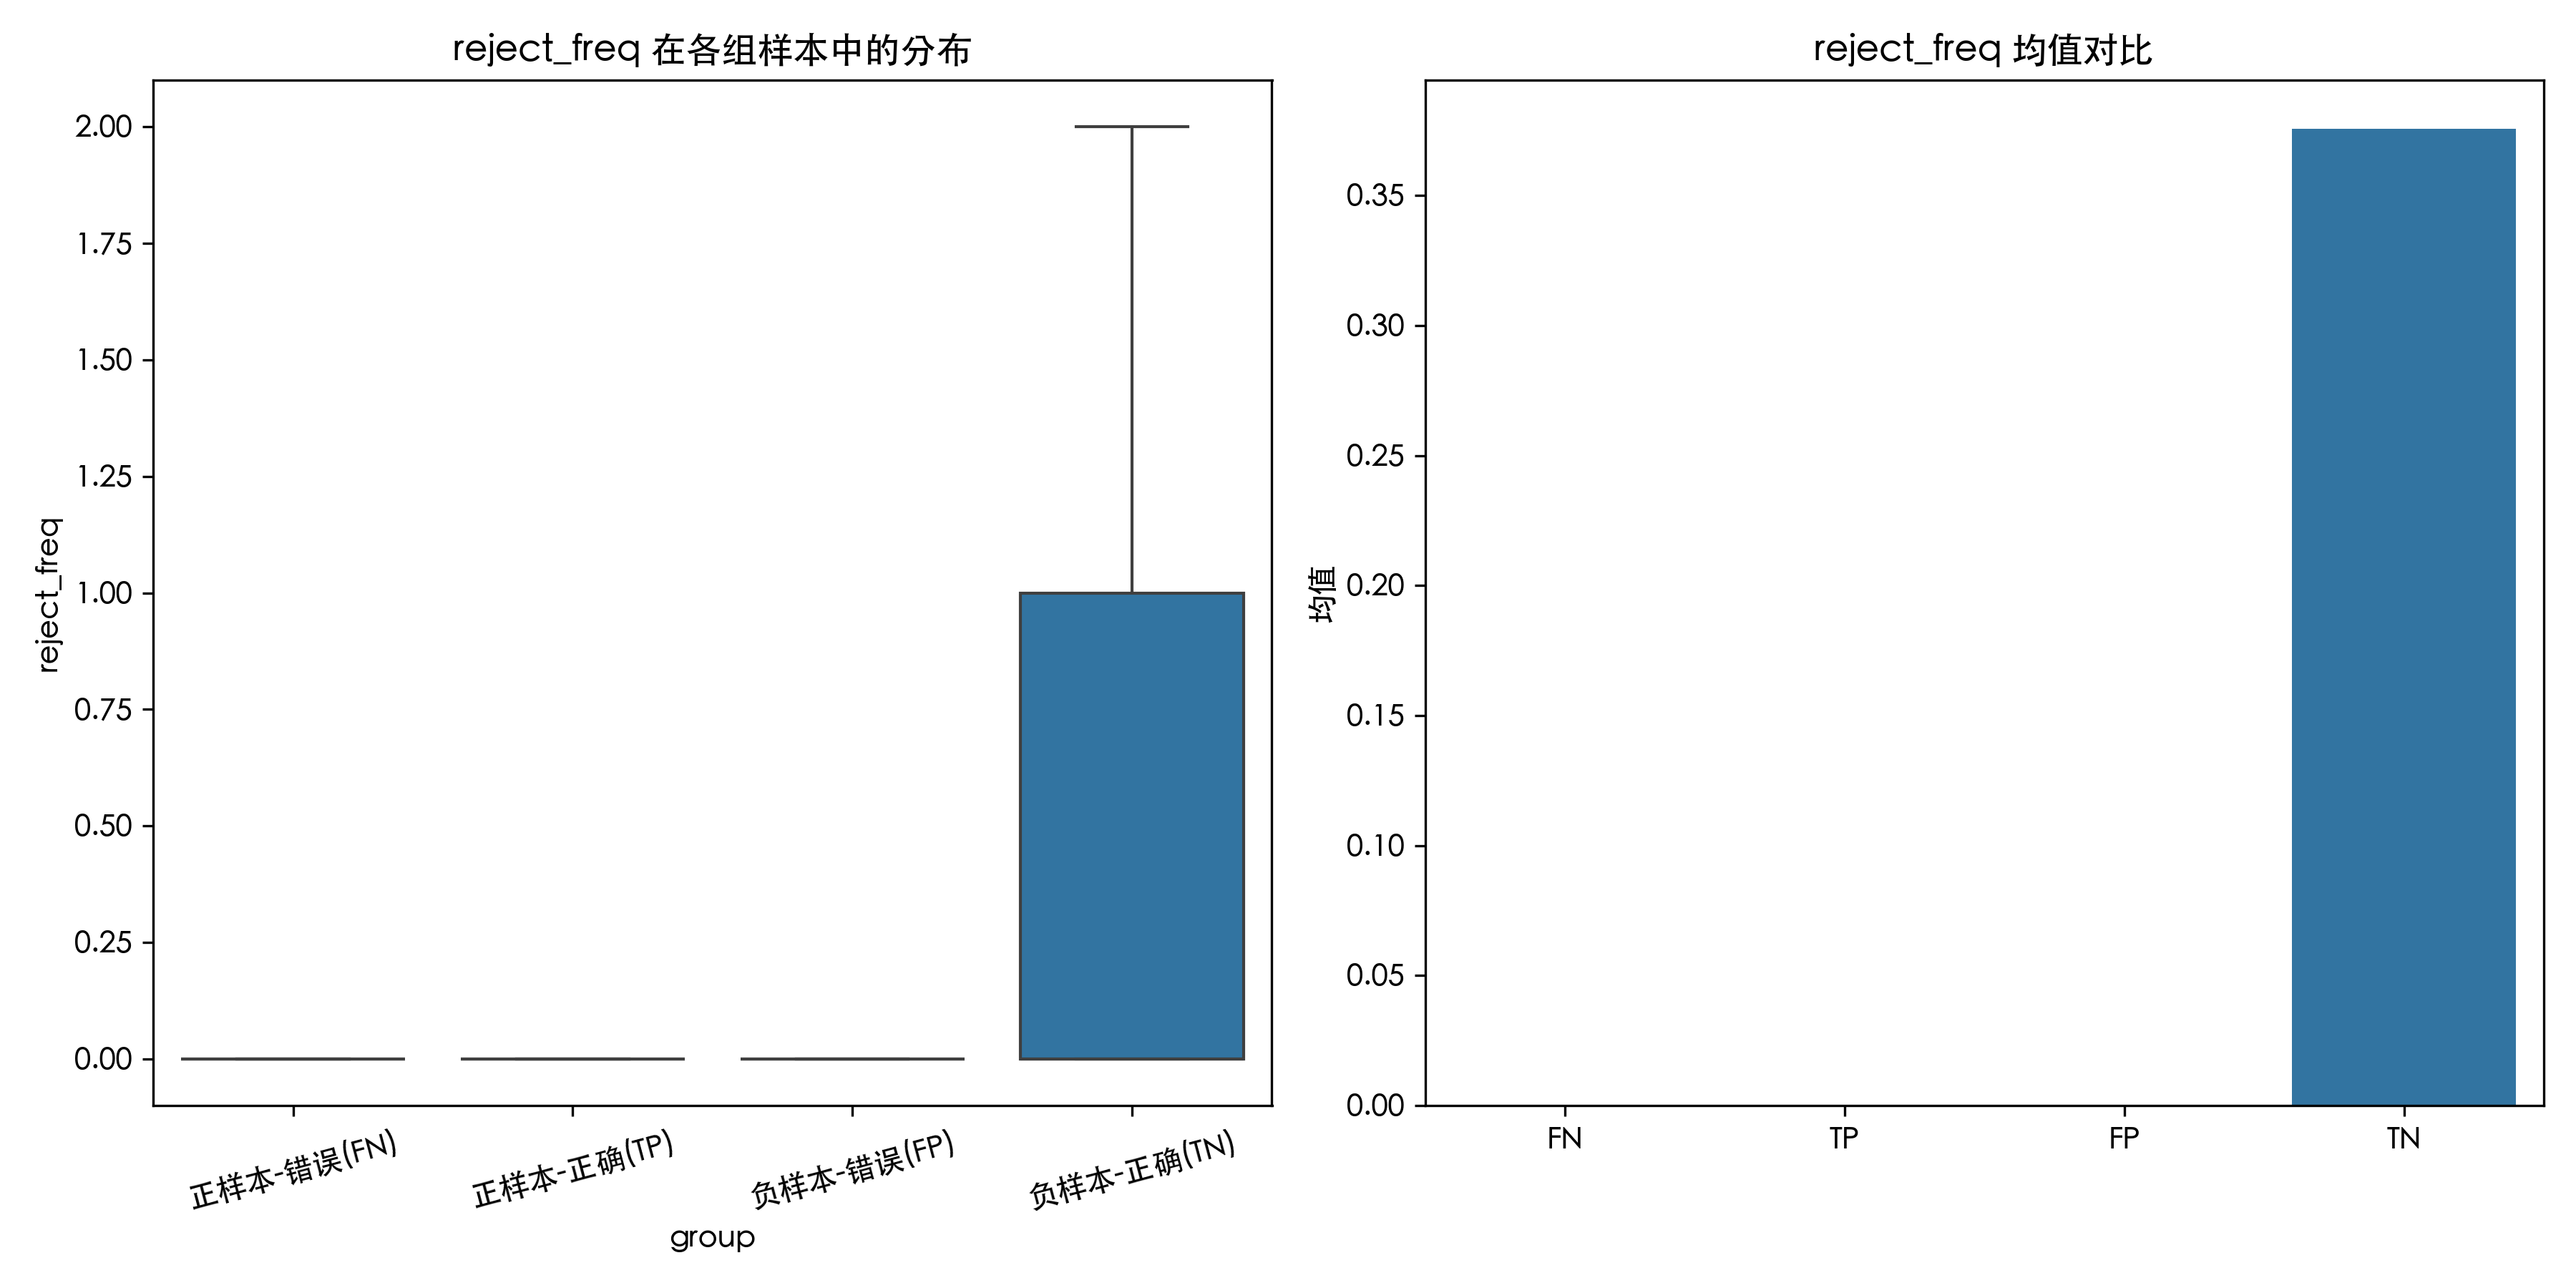 reject_freq 在各组样本中的分布
reject_freq
2.00
1.75
1.50
1.25
1.00
0.75
0.50
0.25
0.00
正样本-错误(FN)
正样本-正确(TP)
负样本-错误(FP)
负样本-正确(TN)
group
reject_freq 均值对比
均值
0.35
0.30
0.25
0.20
0.15
0.10
0.05
0.00
FN
TP
FP
TN